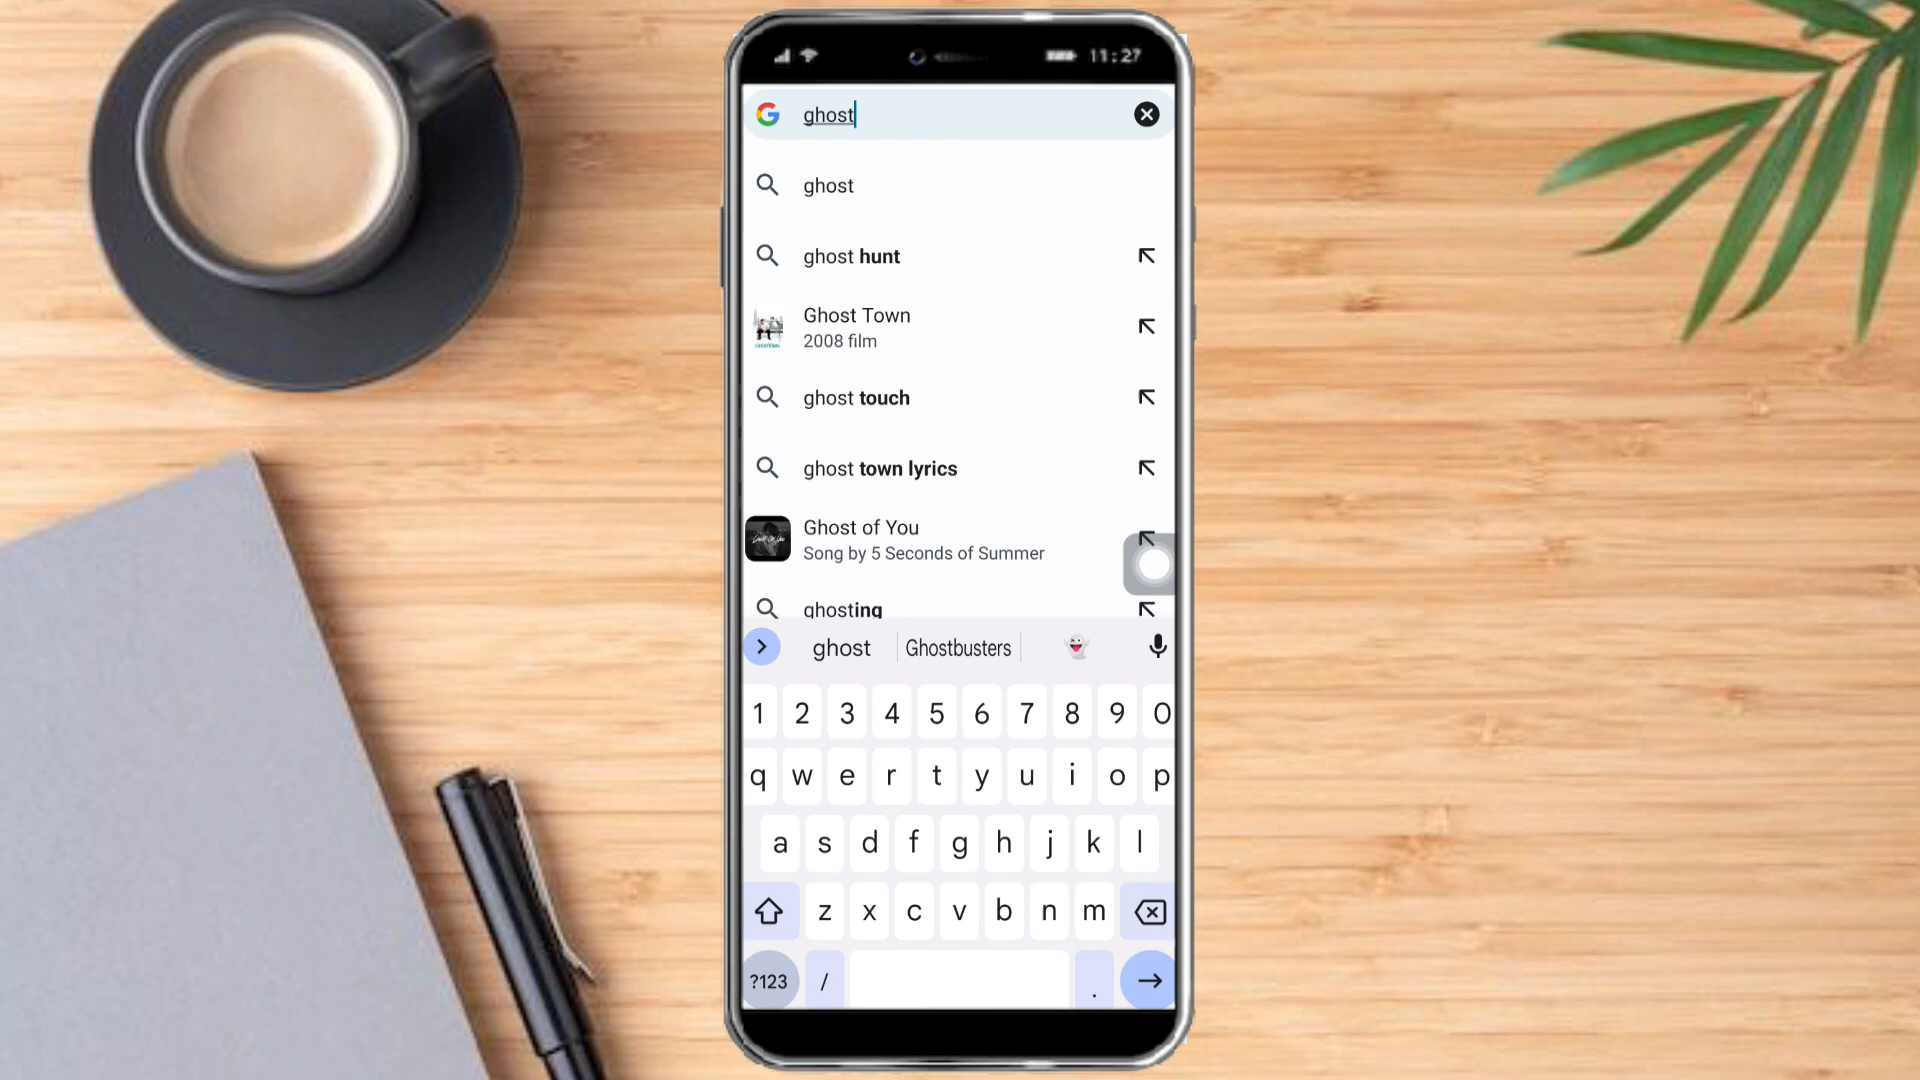 11:27
ghost
ghost
ghost hunt
Ghost Town
2008 film
ghost touch
ghost town lyrics
Ghost of You
Song by 5 Seconds of Summer
ghosting
ghost Ghostbusters
1 2 3 4 5 6 7 8 9 0
q w e r t y u i o p
a s d f g h j k l
z x c v b n m
?123 / .